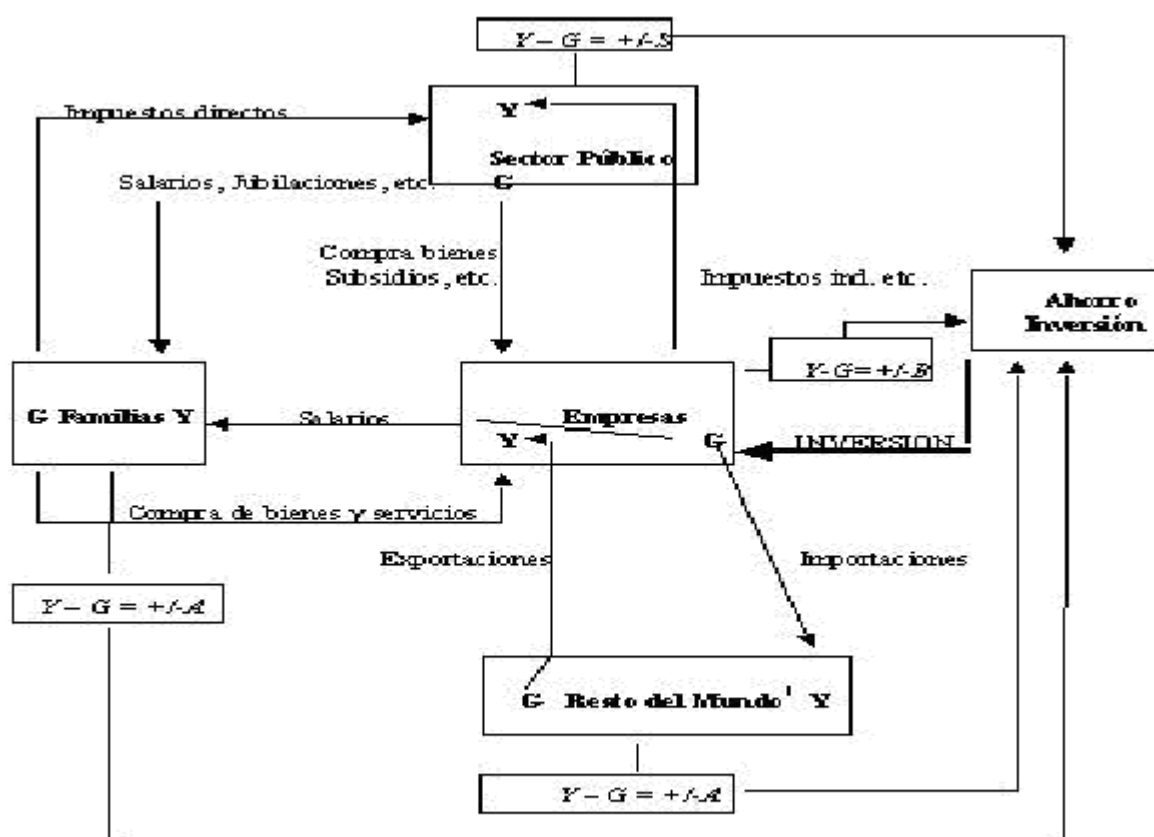 Y – G = +/-S
Impuestos directos
Y
Sector Público
G
Salarios, Jubilaciones, etc.
Compra bienes
Subsidios, etc.
Impuestos ind. etc.
Ahorro
Inversión
Y- G= +/-B
G Familias Y
Salarios
Empresas
Y
G
INVERSION
Compra de bienes y servicios
Exportaciones
Importaciones
Y – G = +/-A
G Resto del Mundo' Y
Y – G = +/-A